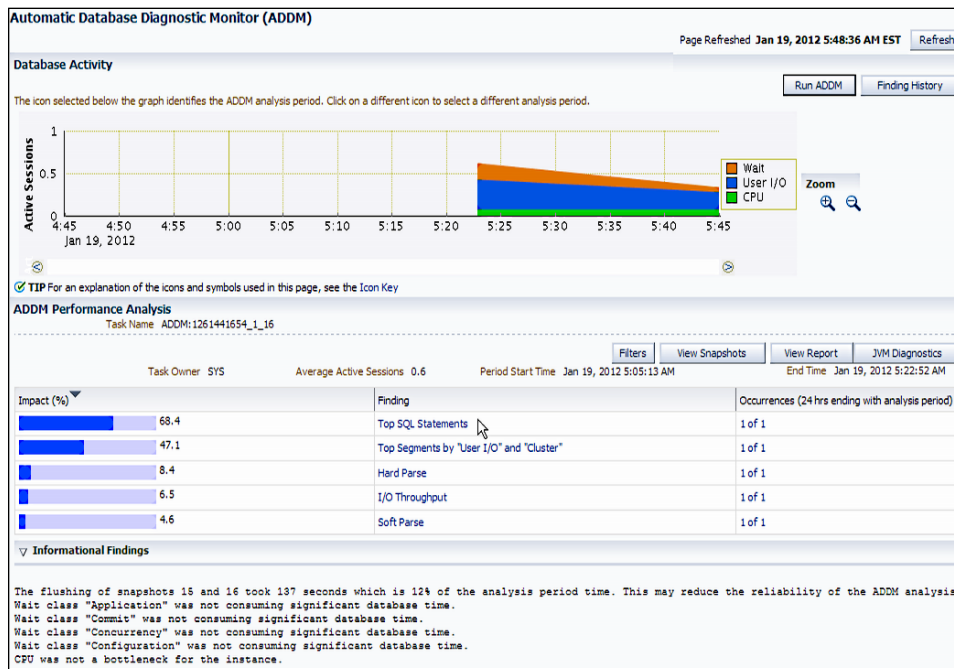 Automatic Database Diagnostic Monitor (ADDM)
Page Refreshed Jan 19, 2012 5:48:36 AM EST Refresh
Database Activity
Run ADDM Finding History
The icon selected below the graph identifies the ADDM analysis period. Click on a different icon to select a different analysis period.
Active Sessions
1
0.5
0
Wait
User I/O
CPU
Zoom
4:45 4:50 4:55 5:00 5:05 5:10 5:15 5:20 5:25 5:30 5:35 5:40 5:45
Jan 19, 2012
TIP For an explanation of the icons and symbols used in this page, see the Icon Key
ADDM Performance Analysis
Task Name ADDM:1261441654_1_16
Filters View Snapshots View Report JVM Diagnostics
Task Owner SYS Average Active Sessions 0.6 Period Start Time Jan 19, 2012 5:05:13 AM End Time Jan 19, 2012 5:22:52 AM
Impact (%) Finding Occurrences (24 hrs ending with analysis period)
68.4 Top SQL Statements 1 of 1
47.1 Top Segments by "User I/O" and "Cluster" 1 of 1
8.4 Hard Parse 1 of 1
6.5 I/O Throughput 1 of 1
4.6 Soft Parse 1 of 1
Informational Findings
The flushing of snapshots 15 and 16 took 137 seconds which is 12% of the analysis period time. This may reduce the reliability of the ADDM analysis
Wait class "Application" was not consuming significant database time.
Wait class "Commit" was not consuming significant database time.
Wait class "Concurrency" was not consuming significant database time.
Wait class "Configuration" was not consuming significant database time.
CPU was not a bottleneck for the instance.